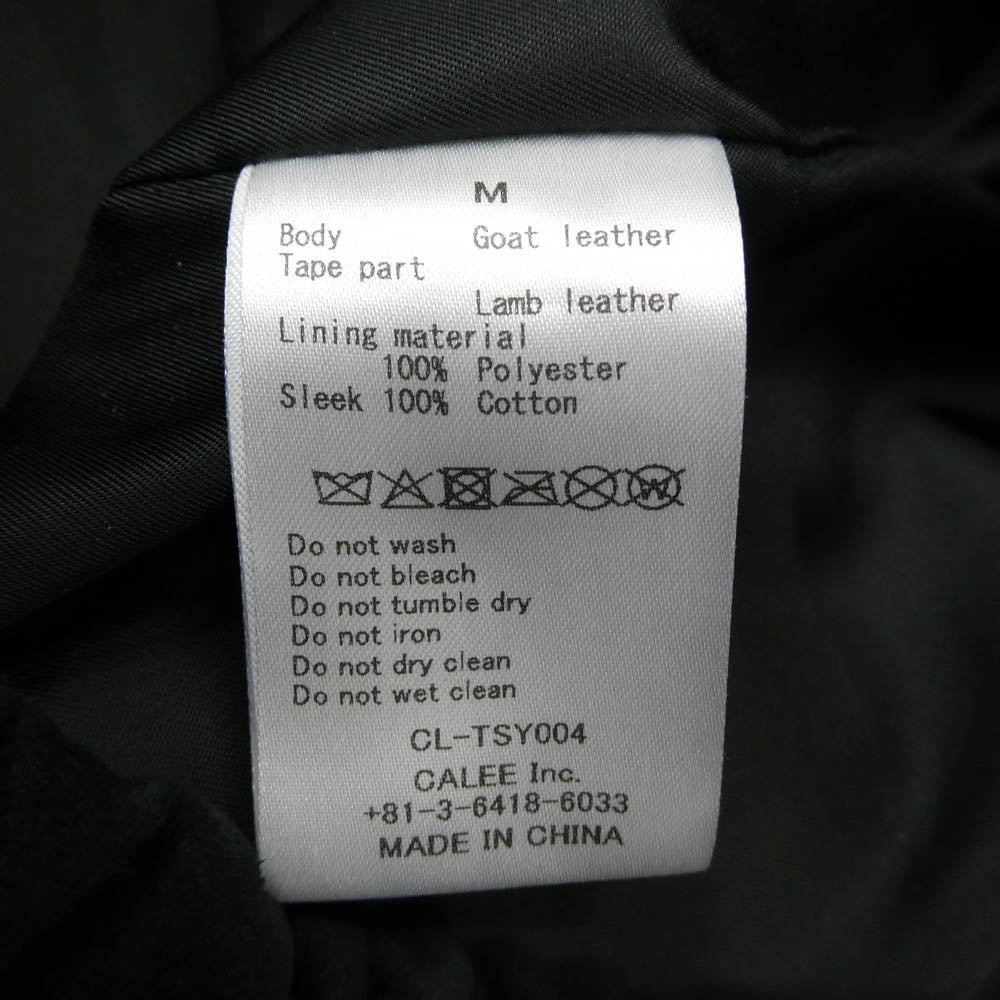 M
Body Goat leather
Tape part
Lamb leather
Lining material
100% Polyester
Sleek 100% Cotton
W
Do not wash
Do not bleach
Do not tumble dry
Do not iron
Do not dry clean
Do not wet clean
CL-TSY004
CALEE Inc.
+81-3-6418-6033
MADE IN CHINA